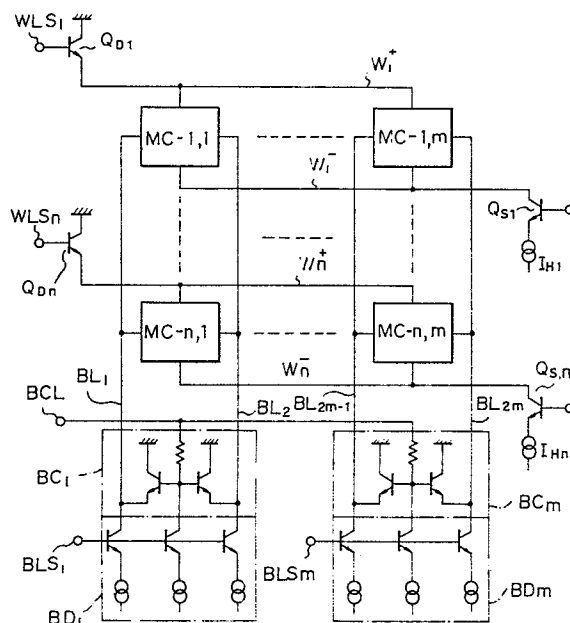 WLS1
QD1
W1+
MC-1,1
MC-1,m
W1-
QS1
WLSn
IH1
QDn
Wn+
MC-n,1
MC-n,m
Wn-
QS,n
BL1
BCL
BL2
BL2m-1
BL2m
IHn
BC1
BCm
BLS1
BLSm
BD1
BDm